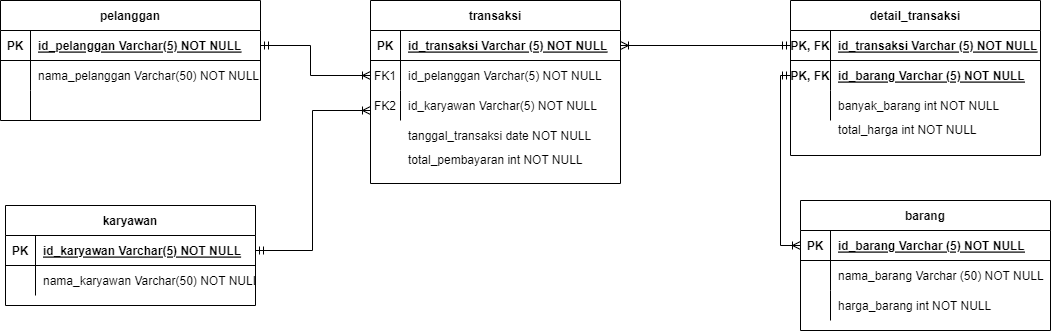 pelanggan
PK id_pelanggan Varchar(5) NOT NULL
nama_pelanggan Varchar(50) NOT NULL
transaksi
PK id_transaksi Varchar (5) NOT NULL
FK1 id_pelanggan Varchar(5) NOT NULL
FK2 id_karyawan Varchar(5) NOT NULL
tanggal_transaksi date NOT NULL
total_pembayaran int NOT NULL
detail_transaksi
PK, FK id_transaksi Varchar (5) NOT NULL
PK, FK id_barang Varchar (5) NOT NULL
banyak_barang int NOT NULL
total_harga int NOT NULL
karyawan
PK id_karyawan Varchar(5) NOT NULL
nama_karyawan Varchar(50) NOT NUL
barang
PK id_barang Varchar (5) NOT NULL
nama_barang Varchar (50) NOT NULL
harga_barang int NOT NULL